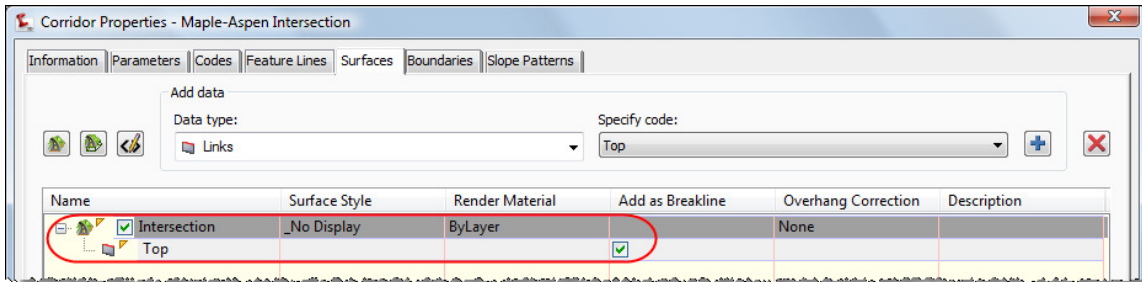 Corridor Properties - Maple-Aspen Intersection
Information Parameters Codes Feature Lines Surfaces Boundaries Slope Patterns
Add data
Data type: Specify code:
Links Top
Name Surface Style Render Material Add as Breakline Overhang Correction Description
Intersection _No Display ByLayer None
Top